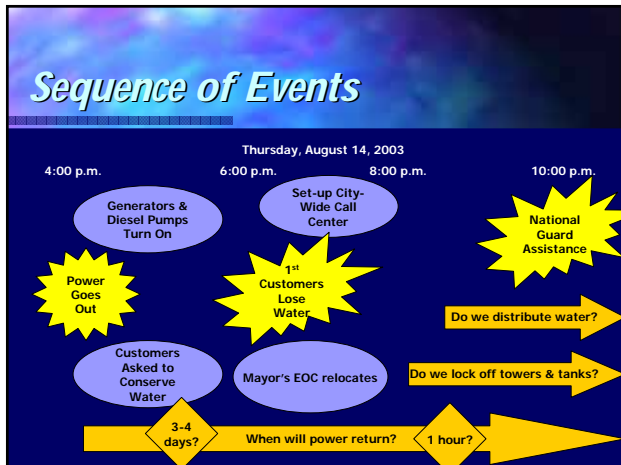 Sequence of Events
Thursday, August 14, 2003
4:00 p.m. 6:00 p.m. 8:00 p.m. 10:00 p.m.
Generators &
Diesel Pumps
Turn On
Set-up City-
Wide Call
Center
National
Guard
Assistance
Power
Goes
Out
1st
Customers
Lose
Water
Do we distribute water?
Customers
Asked to
Conserve
Water
Mayor's EOC relocates
Do we lock off towers & tanks?
3-4
days?
When will power return?
1 hour?